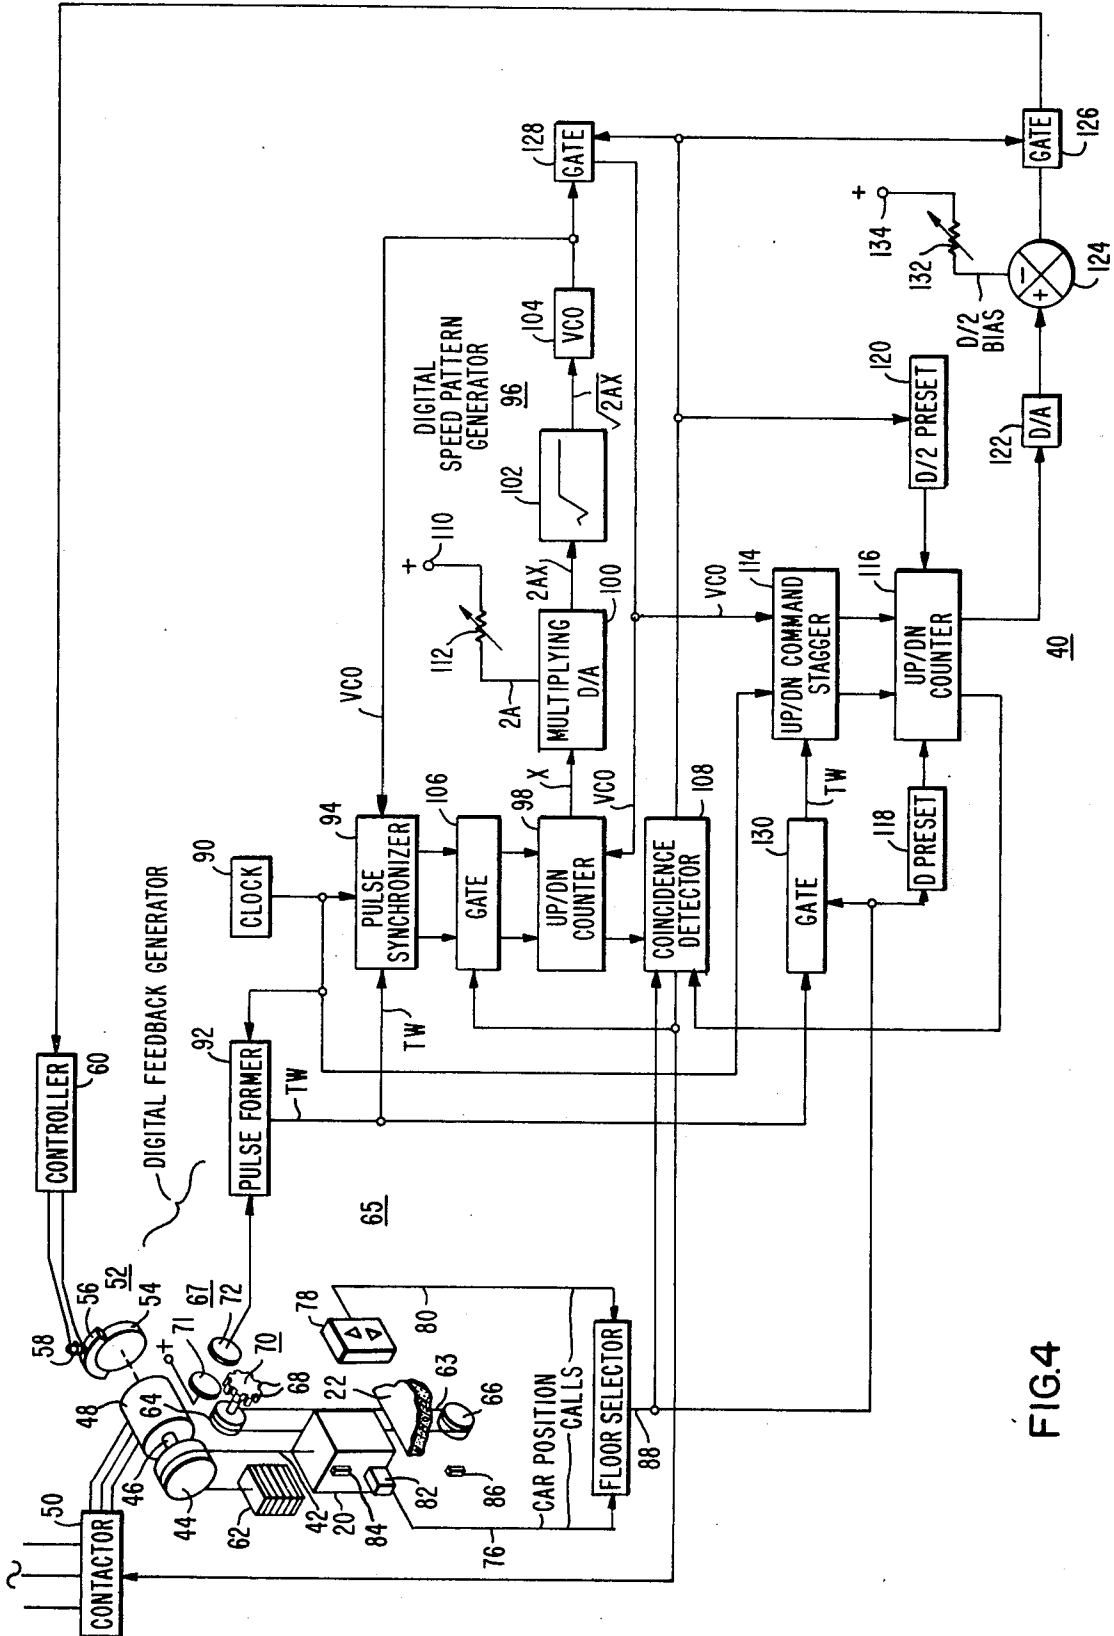 50
CONTACTOR
48
64
46
44
62
42
20
84
82
86
76
58
56
52
54
71
67
72
70
68
22
63
66
78
80
CAR POSITION
CALLS
FLOOR SELECTOR
88
CONTROLLER
60
DIGITAL FEEDBACK GENERATOR
92
PULSE FORMER
TW
65
90
CLOCK
94
PULSE
SYNCHRONIZER
TW
VCO
106
GATE
98
UP/DN
COUNTER
X
VCO
108
COINCIDENCE
DETECTOR
110
+
112
2A
MULTIPLYING
D/A
100
2AX
102
√2AX
DIGITAL
SPEED PATTERN
GENERATOR
96
104
VCO
128
GATE
130
GATE
TW
118
D PRESET
VCO
114
UP/DN COMMAND
STAGGER
116
UP/DN
COUNTER
120
D/2 PRESET
122
D/A
D/2
BIAS
132
134
+
+
−
124
GATE
126
40
+
FIG.4